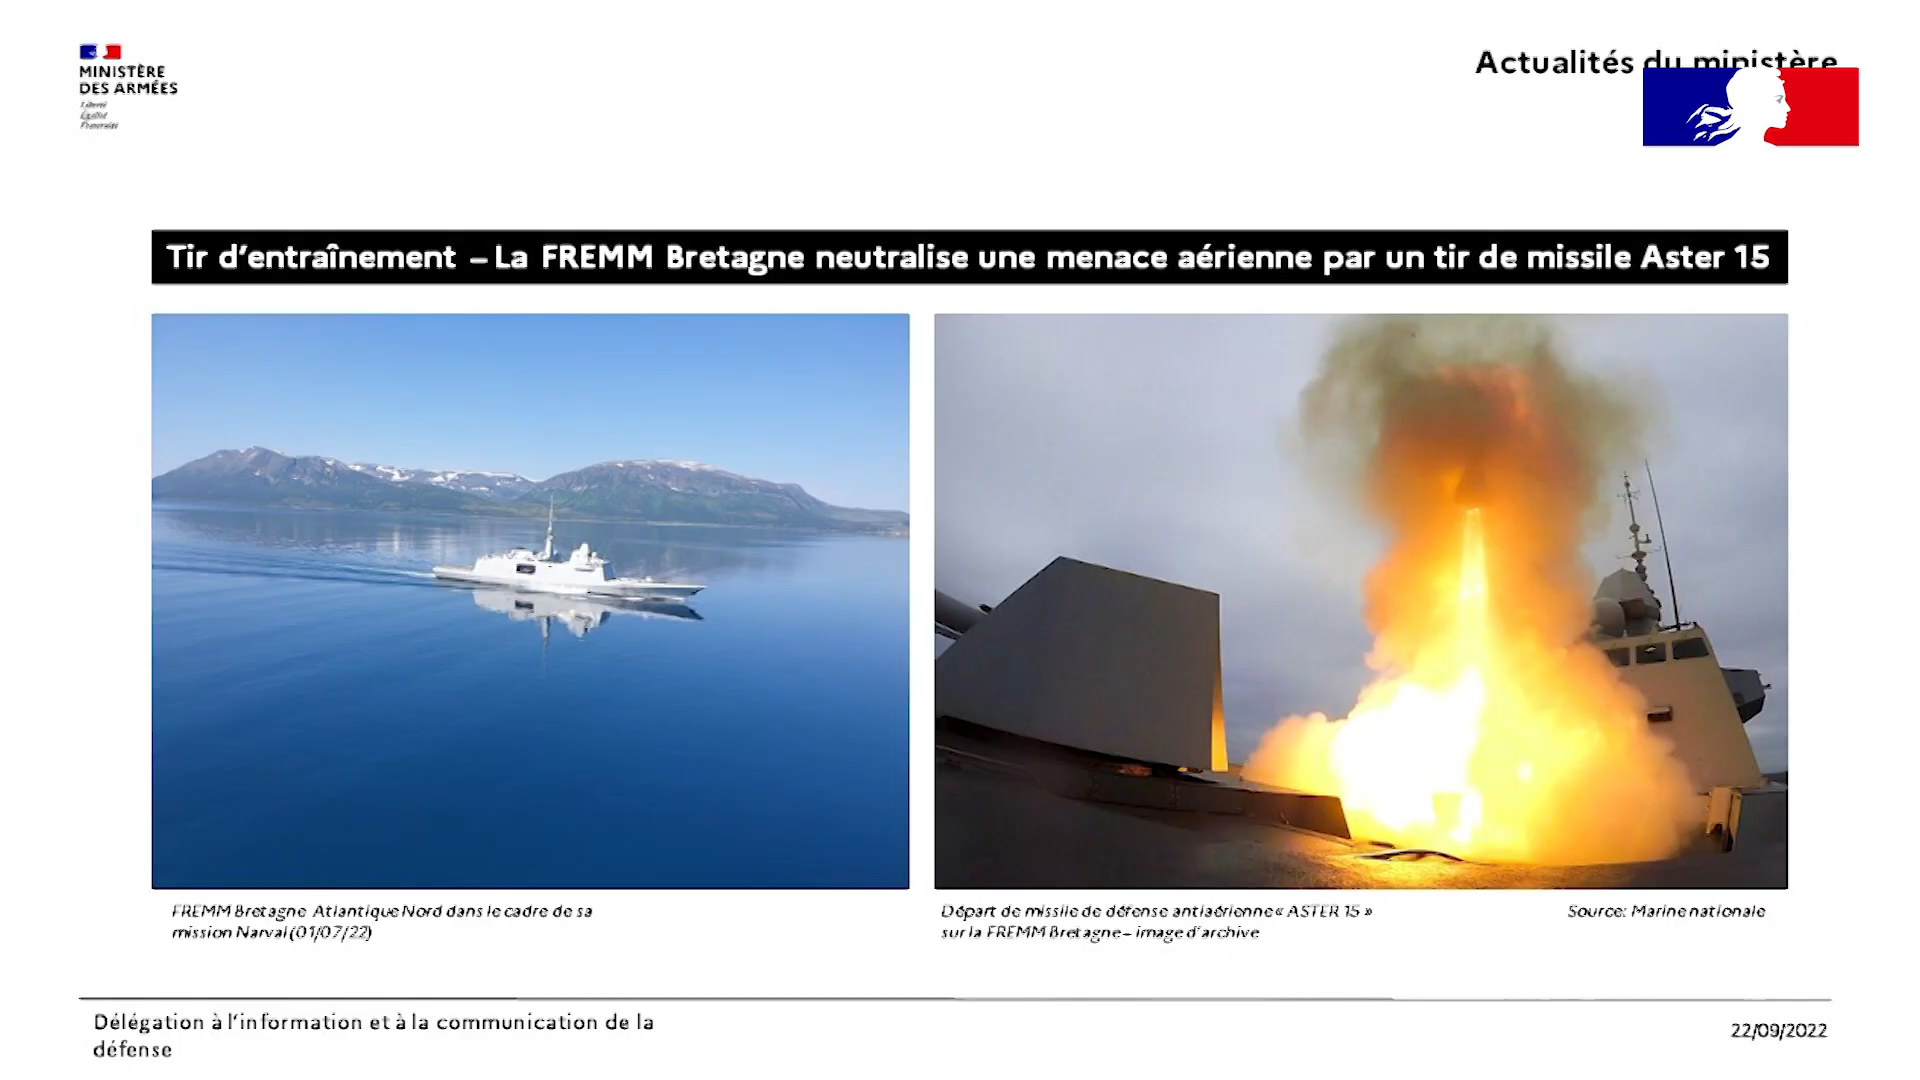 MINISTÈRE
DES ARMÉES
Liberté
Égalité
Fraternité
Actualités du ministère
Tir d'entraînement – La FREMM Bretagne neutralise une menace aérienne par un tir de missile Aster 15
FREMM Bretagne Atlantique Nord dans le cadre de sa
mission Narval (01/07/22)
Départ de missile de défense antiaérienne « ASTER 15 »
sur la FREMM Bretagne – image d'archive
Source: Marine nationale
Délégation à l'information et à la communication de la
défense
22/09/2022